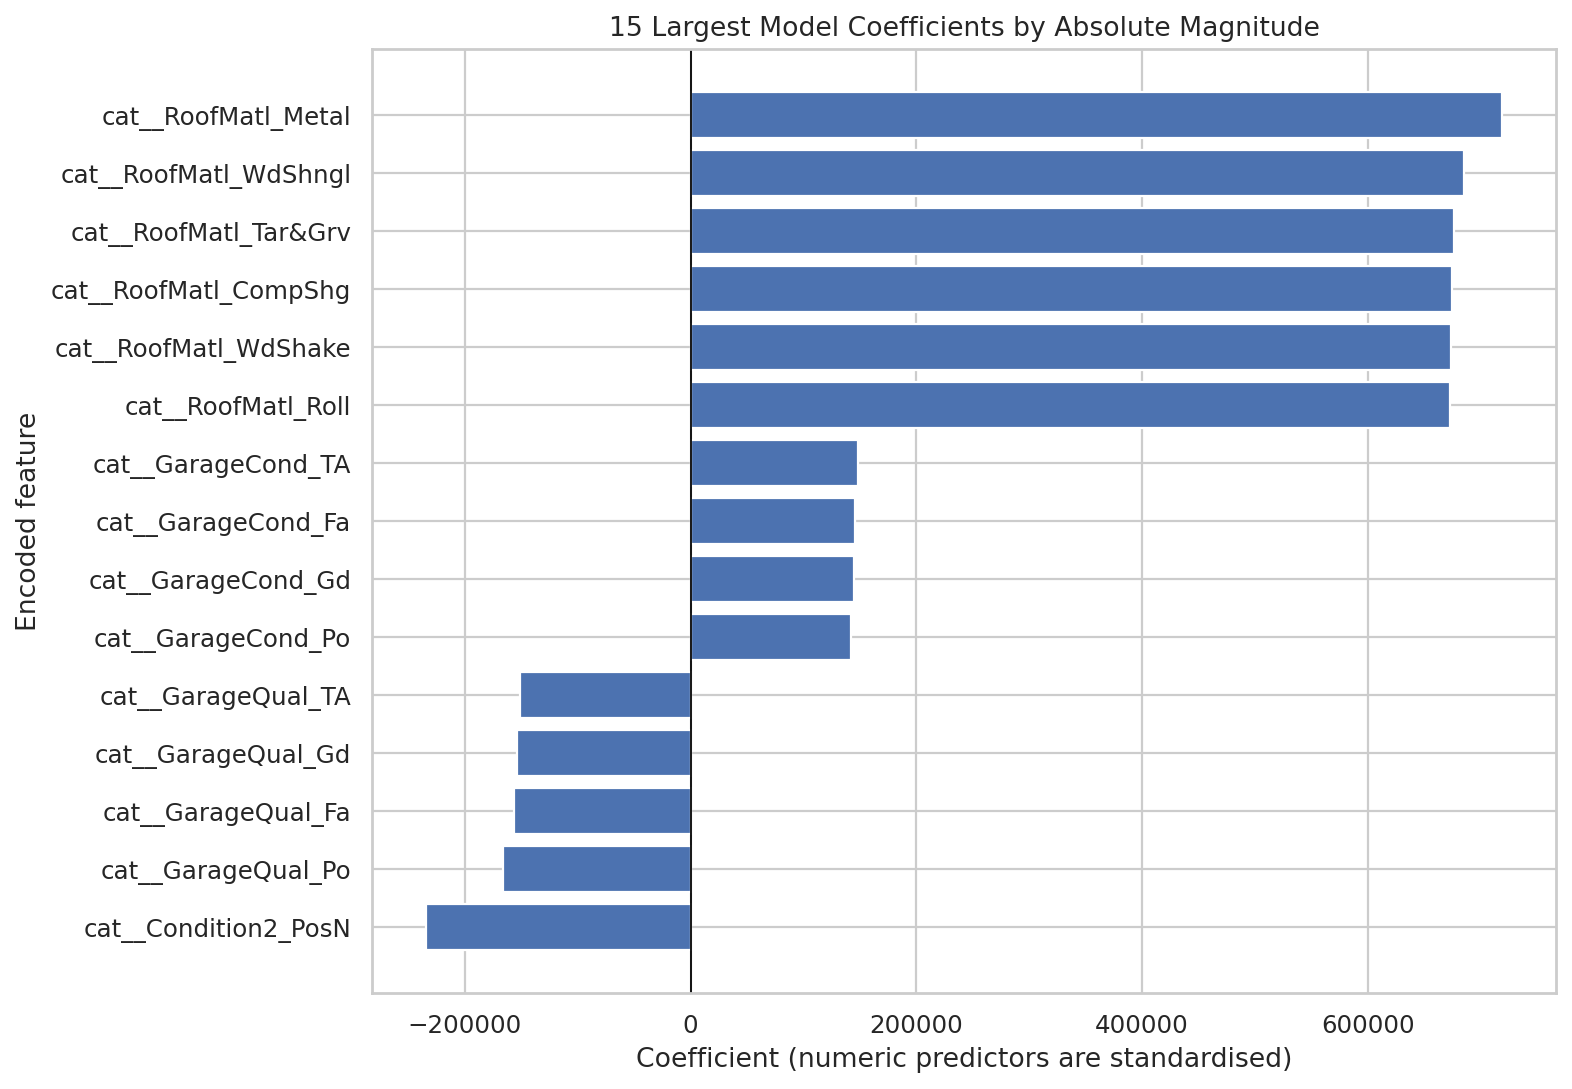 15 Largest Model Coefficients by Absolute Magnitude
Encoded feature
cat__RoofMatl_Metal
cat__RoofMatl_WdShngl
cat__RoofMatl_Tar&Grv
cat__RoofMatl_CompShg
cat__RoofMatl_WdShake
cat__RoofMatl_Roll
cat__GarageCond_TA
cat__GarageCond_Fa
cat__GarageCond_Gd
cat__GarageCond_Po
cat__GarageQual_TA
cat__GarageQual_Gd
cat__GarageQual_Fa
cat__GarageQual_Po
cat__Condition2_PosN
−200000 0 200000 400000 600000
Coefficient (numeric predictors are standardised)